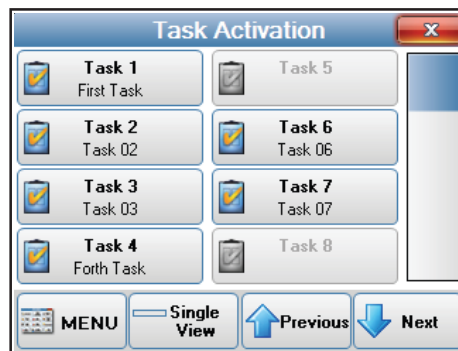 Task Activation
x
Task 1
First Task
Task 5
Task 2
Task 02
Task 6
Task 06
Task 3
Task 03
Task 7
Task 07
Task 4
Forth Task
Task 8
MENU
Single
View
Previous
Next